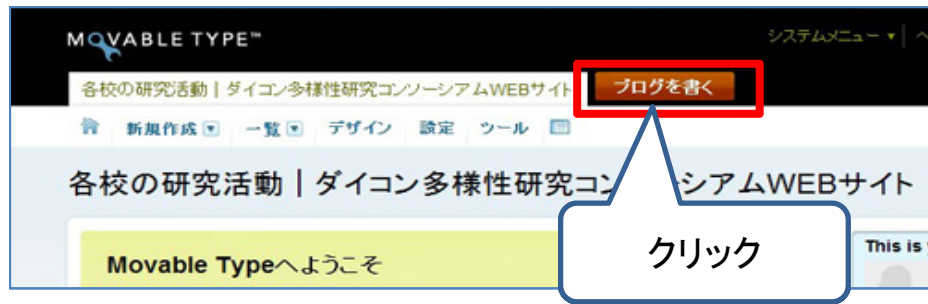 MOVABLE TYPE™
システムメニュー ▼ |
各校の研究活動 | ダイコン多様性研究コンソーシアムWEBサイト
ブログを書く
新規作成 一覧 デザイン 設定 ツール
各校の研究活動 | ダイコン多様性研究コン シアムWEBサイト
Movable Typeへようこそ
クリック
This is